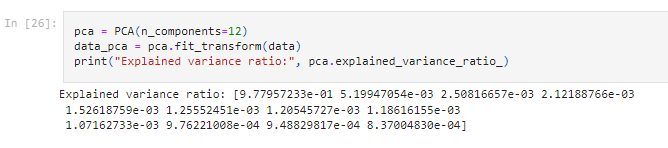 In [26]:
pca = PCA(n_components=12)
data_pca = pca.fit_transform(data)
print("Explained variance ratio:", pca.explained_variance_ratio_)
Explained variance ratio: [9.77957233e-01 5.19947054e-03 2.50816657e-03 2.12188766e-03
1.52618759e-03 1.25552451e-03 1.20545727e-03 1.18616155e-03
1.07162733e-03 9.76221008e-04 9.48829817e-04 8.37004830e-04]